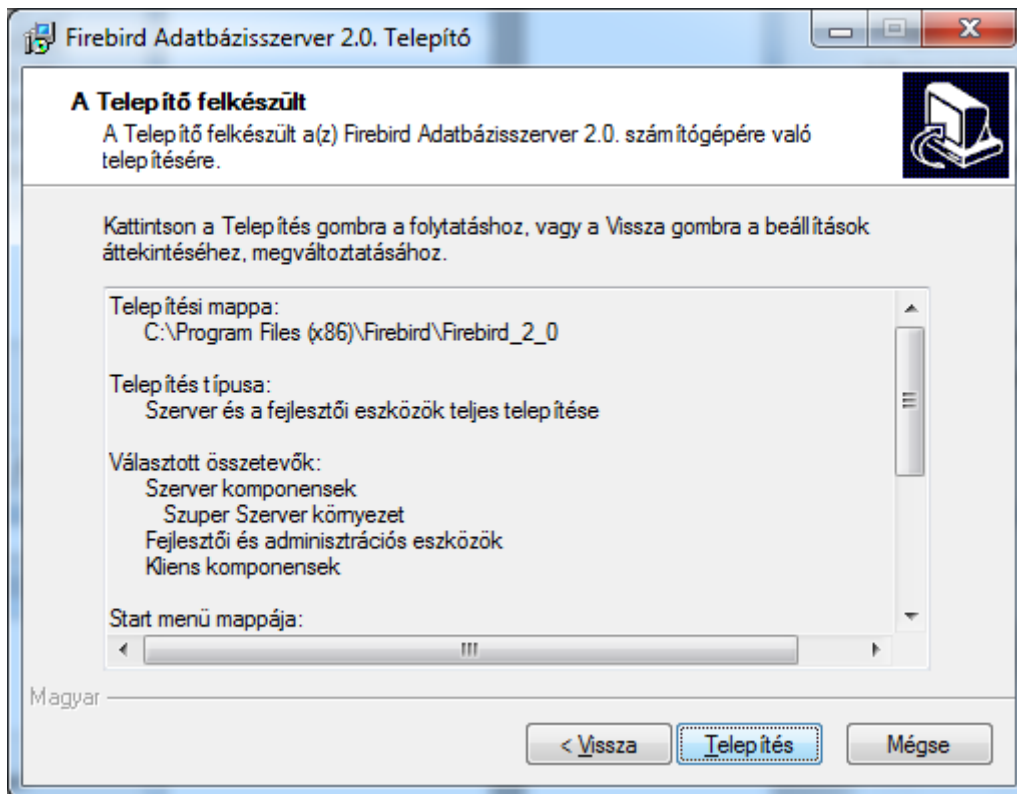 Firebird Adatbázisszerver 2.0. Telepítő
A Telepítő felkészült
A Telepítő felkészült a(z) Firebird Adatbázisszerver 2.0. számítógépére való
telepítésére.
Kattintson a Telepítés gombra a folytatáshoz, vagy a Vissza gombra a beállítások
áttekintéséhez, megváltoztatásához.
Telepítési mappa:
C:\Program Files (x86)\Firebird\Firebird_2_0
Telepítés típusa:
Szerver és a fejlesztői eszközök teljes telepítése
Választott összetevők:
Szerver komponensek
Szuper Szerver környezet
Fejlesztői és adminisztrációs eszközök
Kliens komponensek
Start menü mappája:
Magyar
< Vissza
Telepítés
Mégse